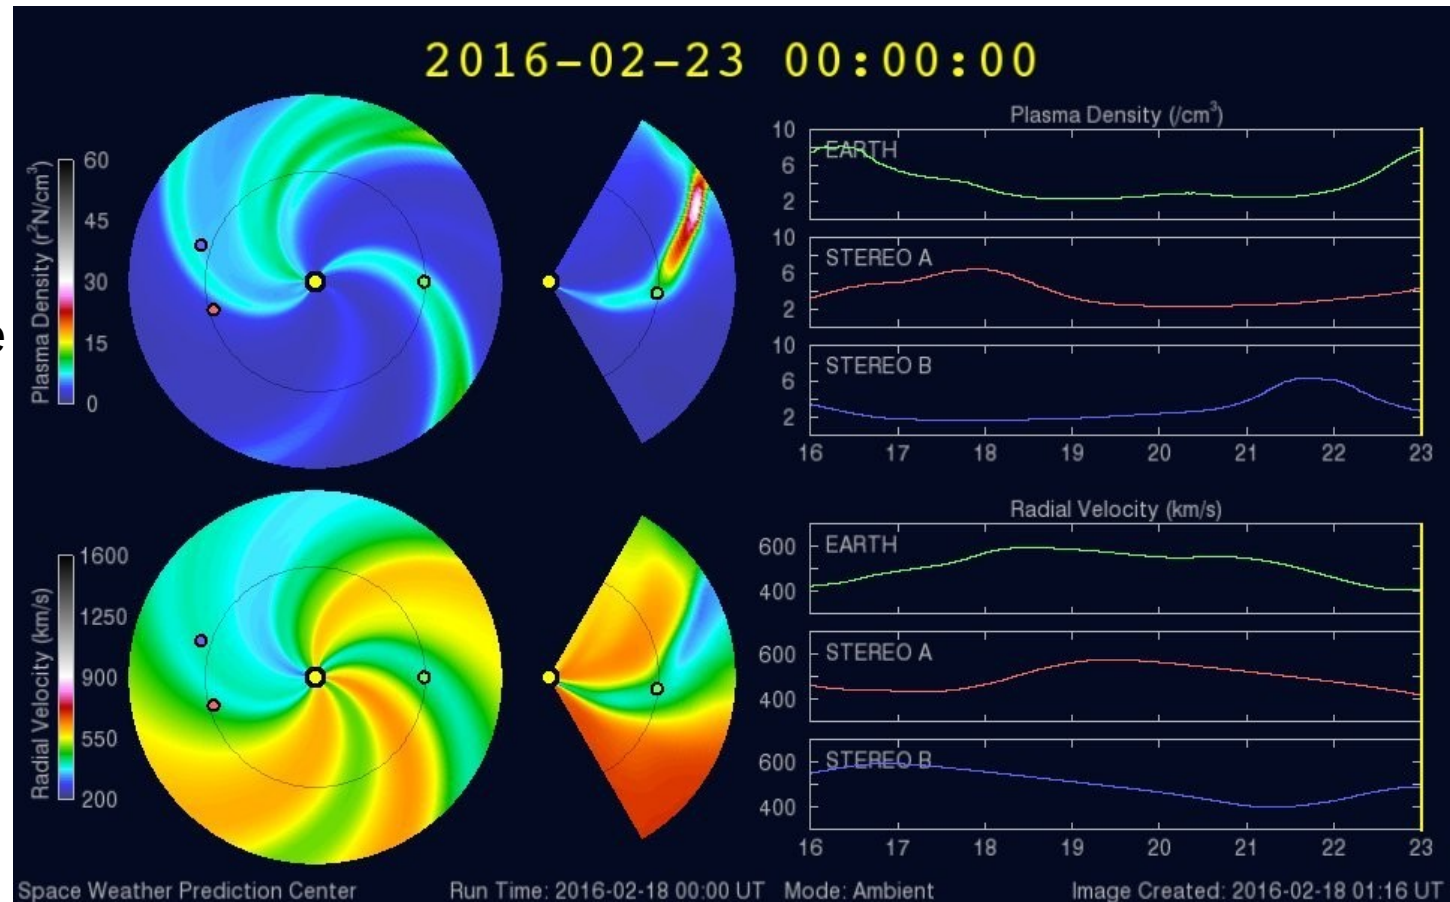 2016-02-23 00:00:00
Plasma Density (r²N/cm³)
60
45
30
15
0
e
Plasma Density (/cm³)
10
6
2
EARTH
10
6
2
STEREO A
10
6
2
STEREO B
16 17 18 19 20 21 22 23
Radial Velocity (km/s)
1600
1250
900
550
200
Radial Velocity (km/s)
600
400
EARTH
600
400
STEREO A
600
400
STEREO B
16 17 18 19 20 21 22 23
Space Weather Prediction Center Run Time: 2016-02-18 00:00 UT Mode: Ambient Image Created: 2016-02-18 01:16 UT